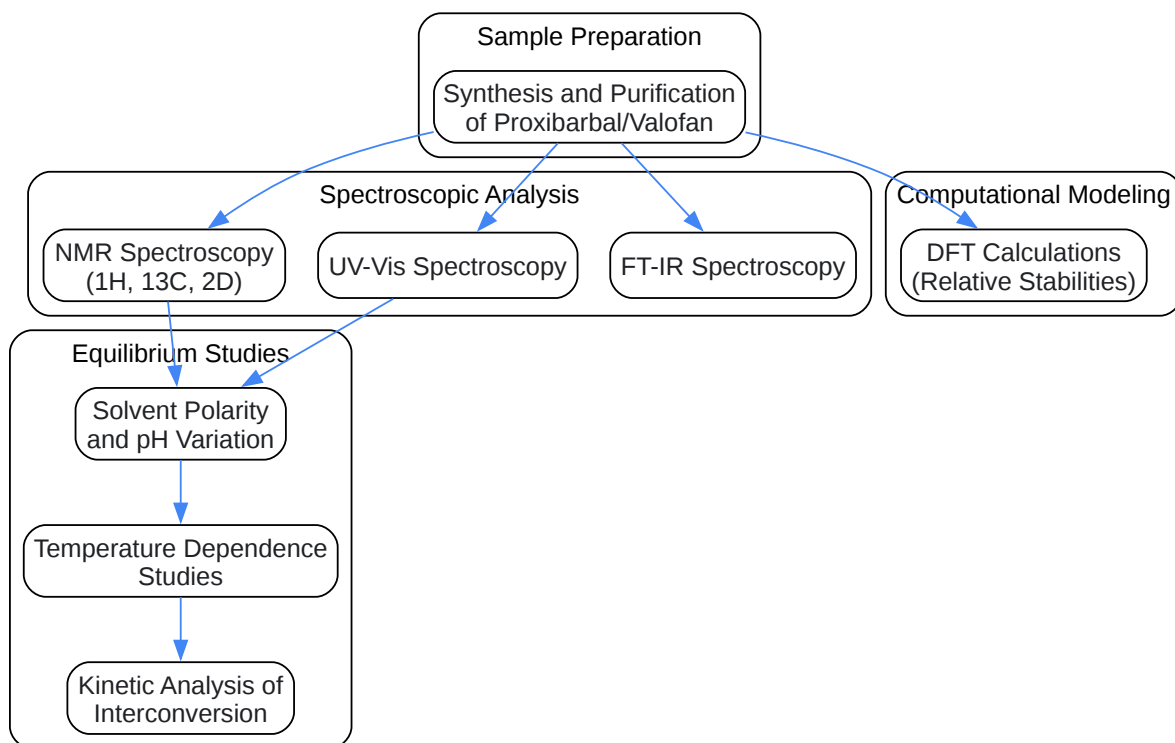 Sample Preparation
Synthesis and Purification
of Proxibarbal/Valofan
Spectroscopic Analysis
Computational Modeling
NMR Spectroscopy
(1H, 13C, 2D)
UV-Vis Spectroscopy
FT-IR Spectroscopy
DFT Calculations
(Relative Stabilities)
Equilibrium Studies
Solvent Polarity
and pH Variation
Temperature Dependence
Studies
Kinetic Analysis of
Interconversion